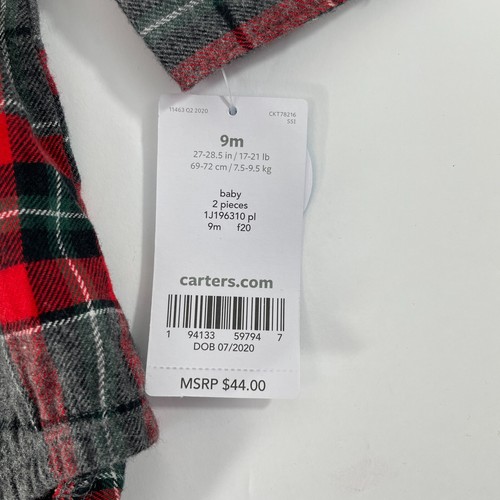 11463 02 2020
CKT78216
SS1
9m
27-28.5 in / 17-21 lb
69-72 cm / 7.5-9.5 kg
baby
2 pieces
1J196310 pl
9m f20
carters.com
1 94133 59794 7
DOB 07/2020
MSRP $44.00